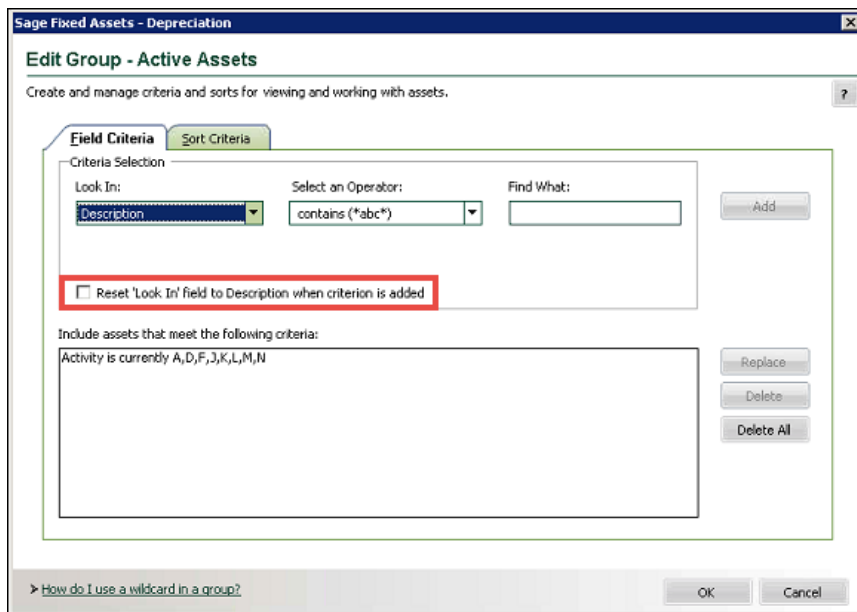 Sage Fixed Assets - Depreciation
Edit Group - Active Assets
Create and manage criteria and sorts for viewing and working with assets.
?
Field Criteria
Sort Criteria
Criteria Selection
Look In:
Select an Operator:
Find What:
Description
contains (*abc*)
Add
Reset 'Look In' field to Description when criterion is added
Include assets that meet the following criteria:
Activity is currently A,D,F,J,K,L,M,N
Replace
Delete
Delete All
How do I use a wildcard in a group?
OK
Cancel